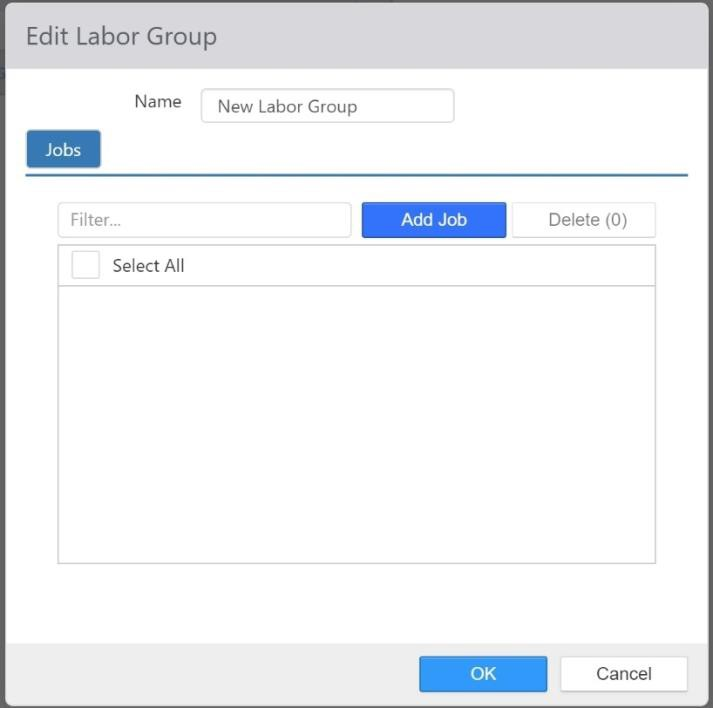 Edit Labor Group
Name New Labor Group
Jobs
Filter... Add Job Delete (0)
Select All
OK Cancel